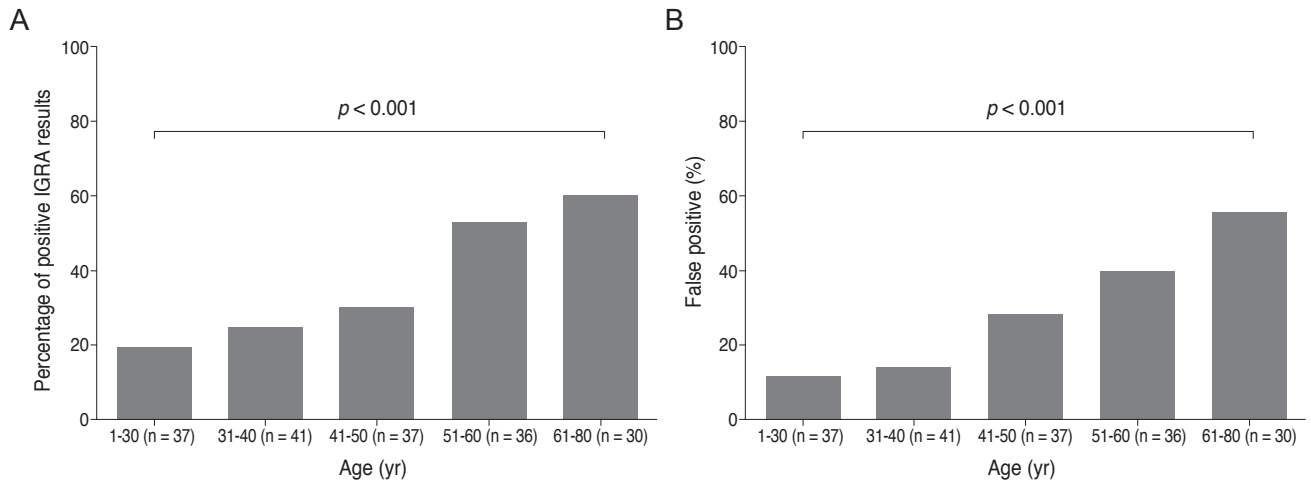 A
Percentage of positive IGRA results
100
80
60
40
20
0
p < 0.001
1-30 (n = 37) 31-40 (n = 41) 41-50 (n = 37) 51-60 (n = 36) 61-80 (n = 30)
Age (yr)
B
False positive (%)
100
80
60
40
20
0
p < 0.001
1-30 (n = 37) 31-40 (n = 41) 41-50 (n = 37) 51-60 (n = 36) 61-80 (n = 30)
Age (yr)